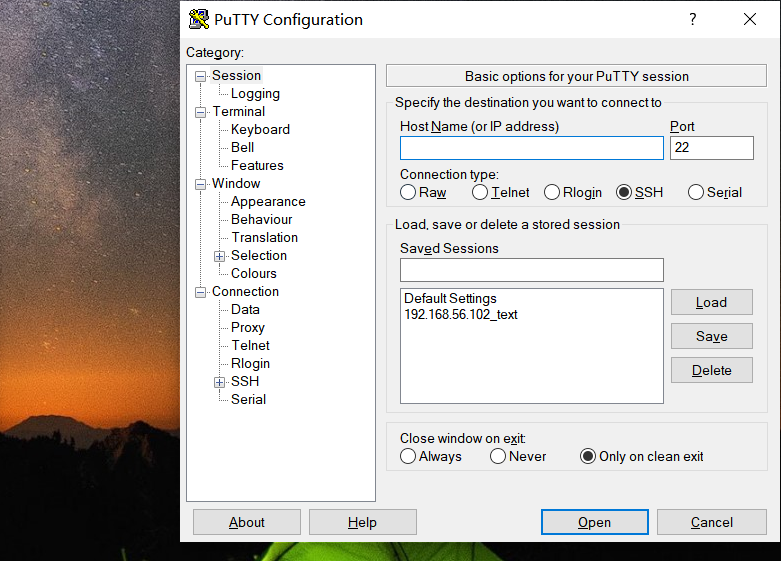 PuTTY Configuration
? 
Category:
Session
Logging
Terminal
Keyboard
Bell
Features
Window
Appearance
Behaviour
Translation
Selection
Colours
Connection
Data
Proxy
Telnet
Rlogin
SSH
Serial
Basic options for your PuTTY session
Specify the destination you want to connect to
Host Name (or IP address) Port
22
Connection type:
Raw Telnet Rlogin SSH Serial
Load, save or delete a stored session
Saved Sessions
Default Settings
192.168.56.102_text
Load
Save
Delete
Close window on exit:
Always Never Only on clean exit
About Help Open Cancel